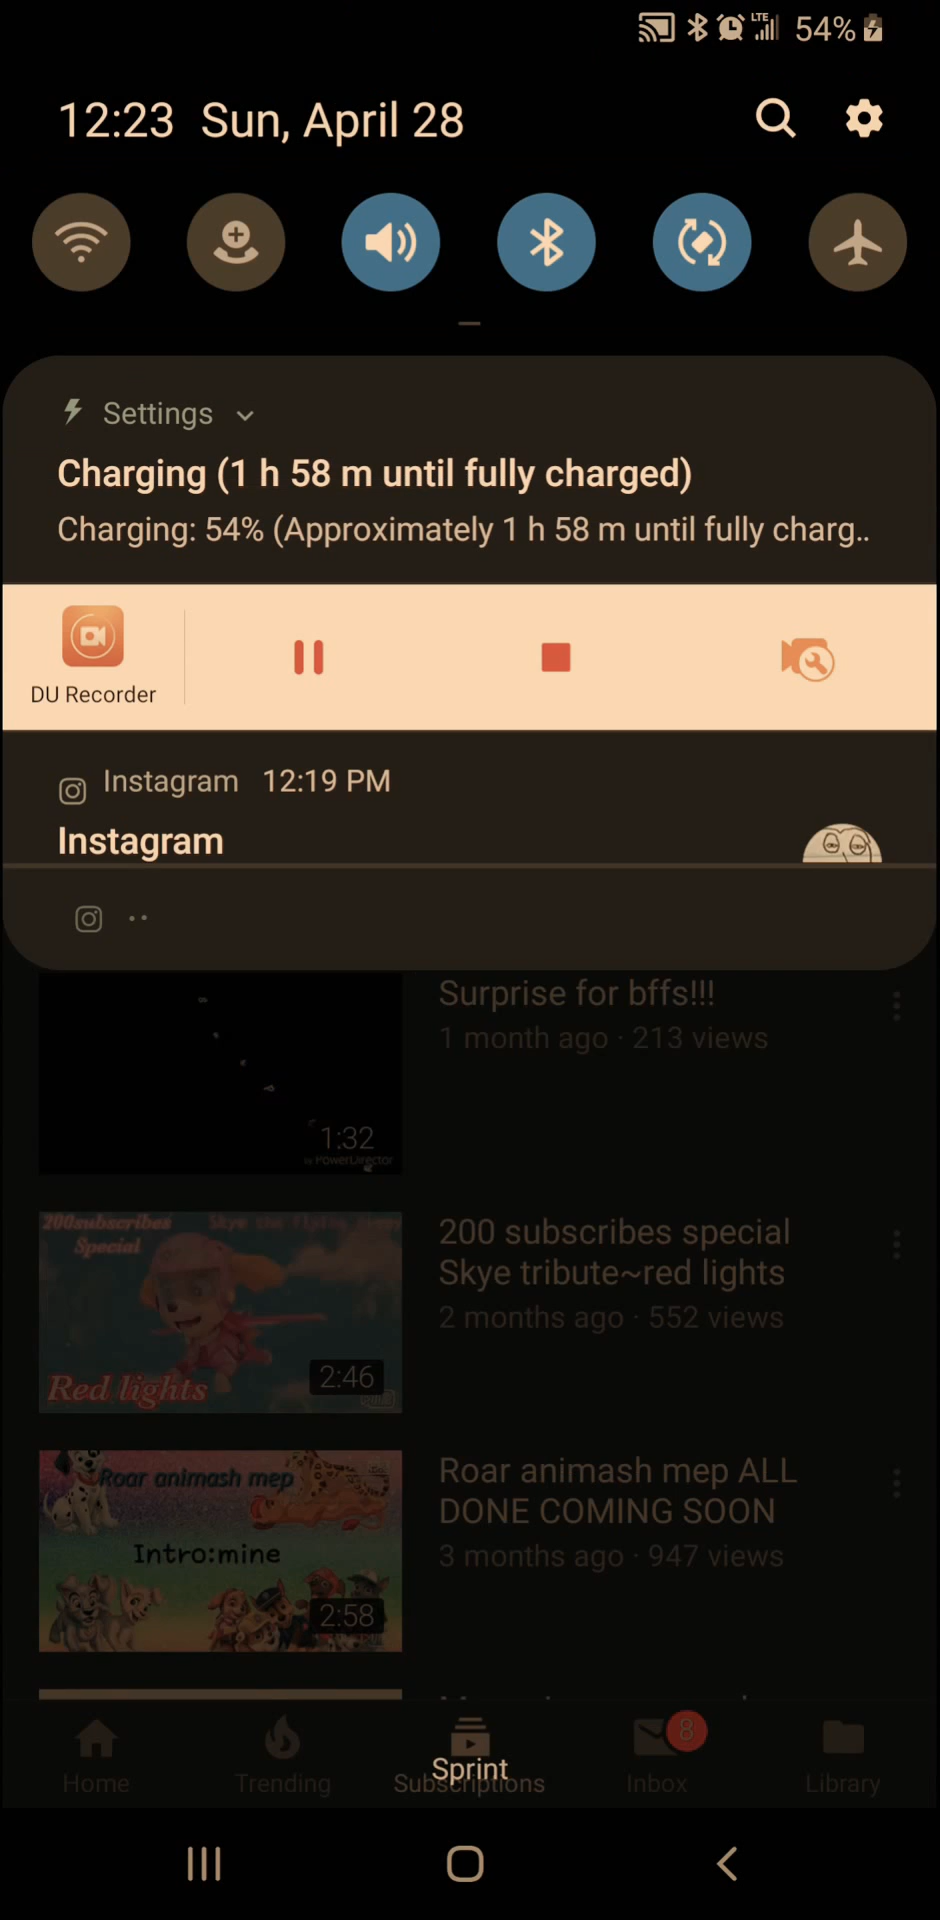 LTE 54%
12:23 Sun, April 28
Settings
Charging (1 h 58 m until fully charged)
Charging: 54% (Approximately 1 h 58 m until fully charg..
DU Recorder
Instagram 12:19 PM
Instagram
Surprise for bffs!!!
1 month ago · 213 views
1:32
by PowerDirector
200subscribes
Special
Red lights
2:46
200 subscribes special
Skye tribute~red lights
2 months ago · 552 views
Roar animash mep
Intro:mine
2:58
Roar animash mep ALL
DONE COMING SOON
3 months ago · 947 views
8
Sprint
Home Trending Subscriptions Inbox Library